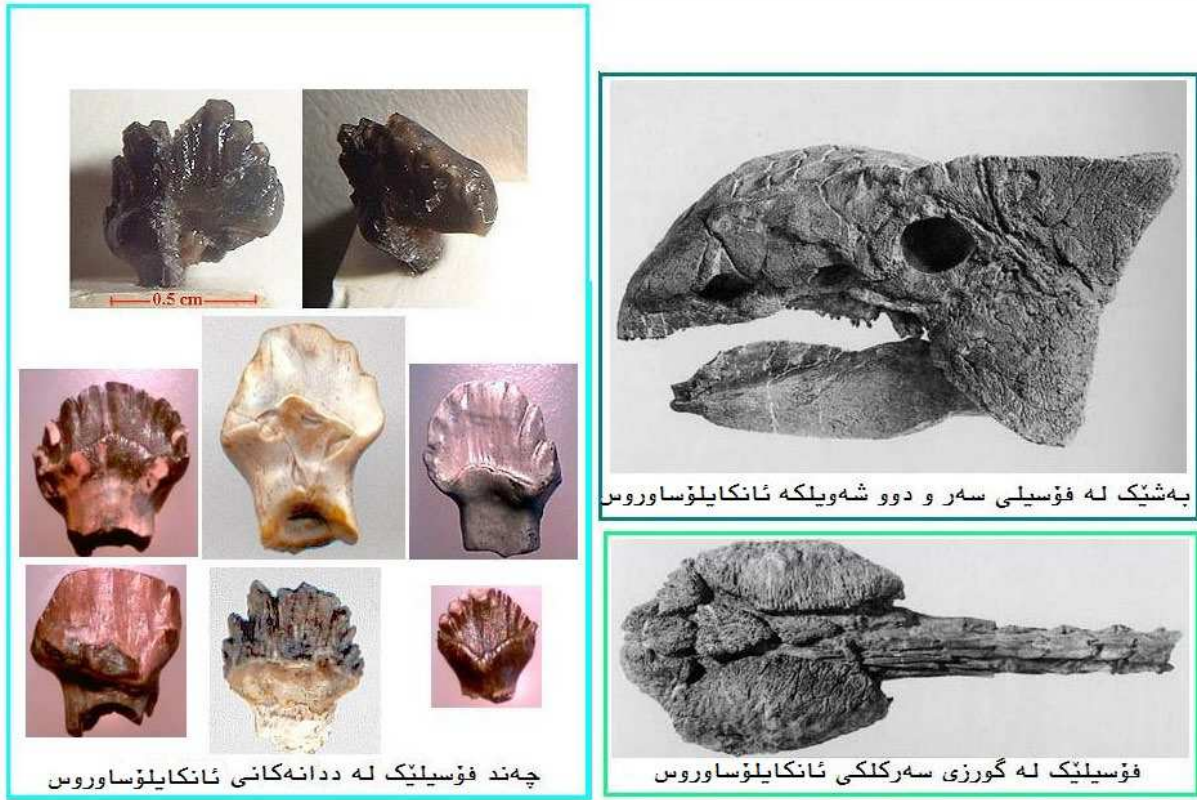 0.5 cm
چەند فۆسیلێک لە ددانەکانی ئانکایلۆساوروس
بەشێک لە فۆسیلی سەر و دوو شەویلکە ئانکایلۆساوروس
فۆسیلێک لە گورزی سەرکلکی ئانکایلۆساوروس